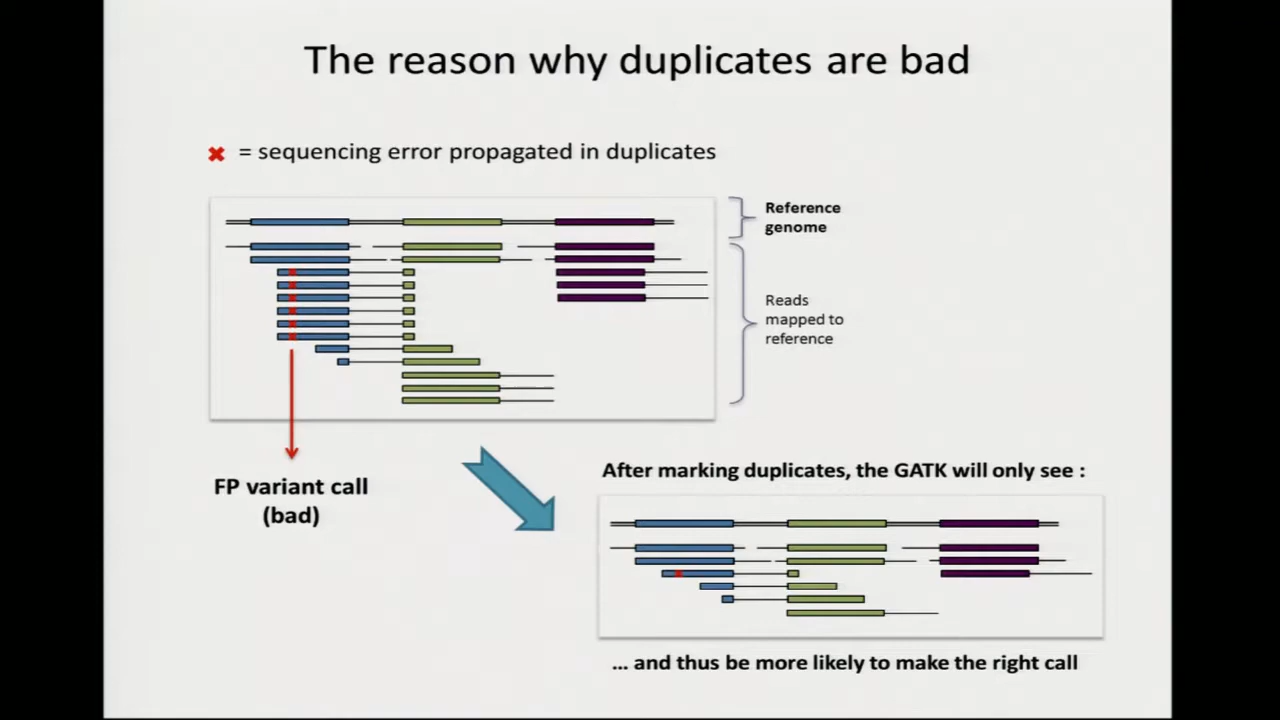 The reason why duplicates are bad
✖ = sequencing error propagated in duplicates
Reference
genome
Reads
mapped to
reference
FP variant call
(bad)
After marking duplicates, the GATK will only see :
... and thus be more likely to make the right call